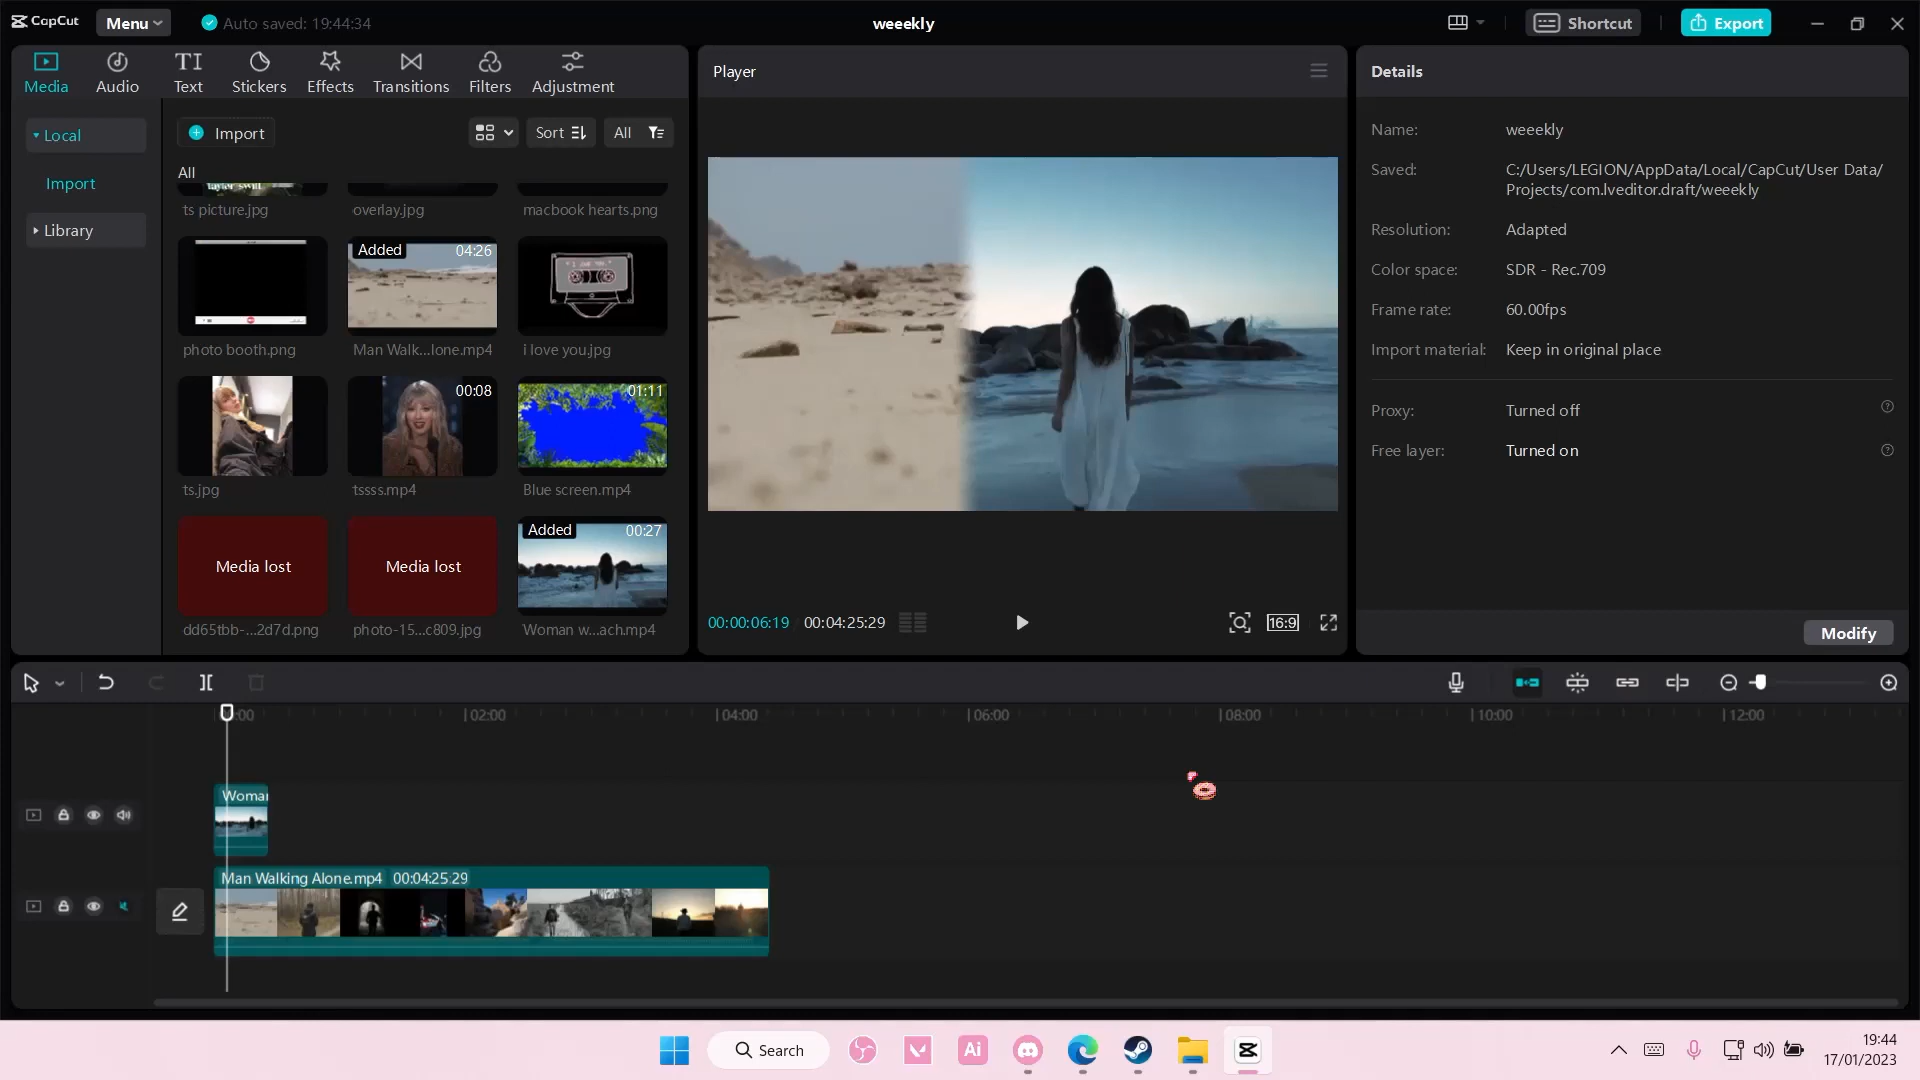 CapCut
Menu
Auto saved: 19:44:34
weeekly
Shortcut
Export
Media
Audio
Text
Stickers
Effects
Transitions
Filters
Adjustment
Local
Import
Library
Import
Sort
All
All
ts picture.jpg
overlay.jpg
macbook hearts.png
photo booth.png
Added
04:26
Man Walk...lone.mp4
i love you.jpg
ts.jpg
00:08
tssss.mp4
01:11
Blue screen.mp4
Media lost
dd65tbb-...2d7d.png
Media lost
photo-15...c809.jpg
Added
00:27
Woman w...ach.mp4
Player
00:00:06:19
00:04:25:29
16:9
Details
Name:
weeekly
Saved:
C:/Users/LEGION/AppData/Local/CapCut/User Data/
Projects/com.lveditor.draft/weeekly
Resolution:
Adapted
Color space:
SDR - Rec.709
Frame rate:
60.00fps
Import material:
Keep in original place
Proxy:
Turned off
Free layer:
Turned on
Modify
02:00
04:00
06:00
08:00
10:00
12:00
Woman
Man Walking Alone.mp4 00:04:25:29
Search
Ai
19:44
17/01/2023